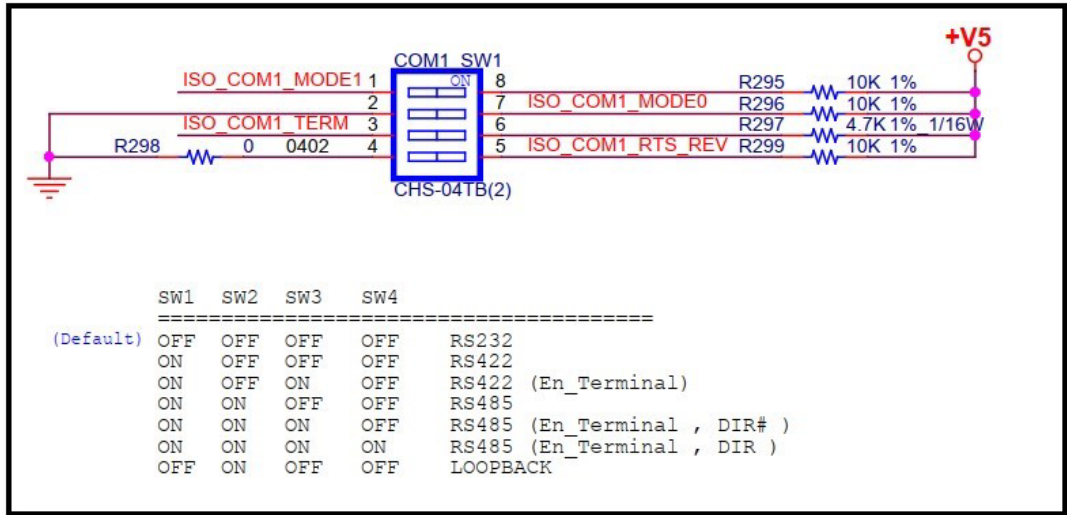 +V5
COM1_SW1
ISO_COM1_MODE1 1 ON 8 R295 10K 1%
2 7 ISO_COM1_MODE0 R296 10K 1%
ISO_COM1_TERM 3 6 R297 4.7K 1%_1/16W
R298 0 0402 4 5 ISO_COM1_RTS_REV R299 10K 1%
CHS-04TB(2)
SW1 SW2 SW3 SW4
=======================================
(Default) OFF OFF OFF OFF RS232
ON OFF OFF OFF RS422
ON OFF ON OFF RS422 (En_Terminal)
ON ON OFF OFF RS485
ON ON ON OFF RS485 (En_Terminal , DIR# )
ON ON ON ON RS485 (En_Terminal , DIR )
OFF ON OFF OFF LOOPBACK